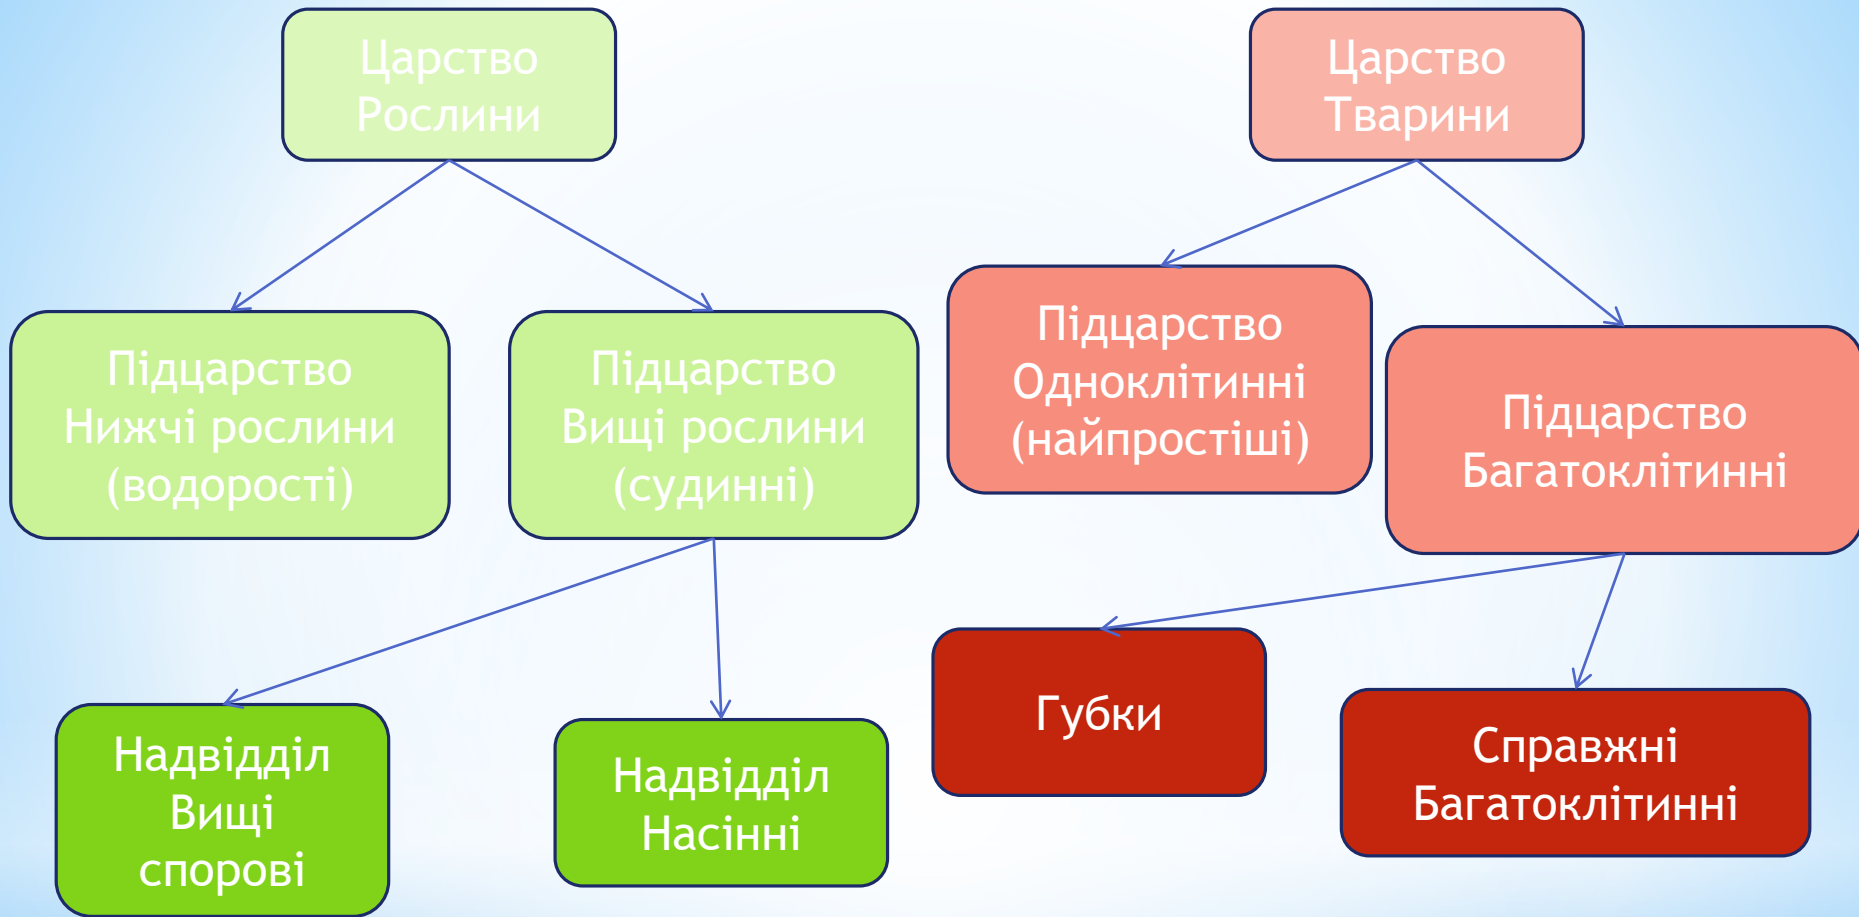 Царство
Рослини
Царство
Тварини
Підцарство
Нижчі рослини
(водорості)
Підцарство
Вищі рослини
(судинні)
Підцарство
Одноклітинні
(найпростіші)
Підцарство
Багатоклітинні
Надвідділ
Вищі
спорові
Надвідділ
Насінні
Губки
Справжні
Багатоклітинні